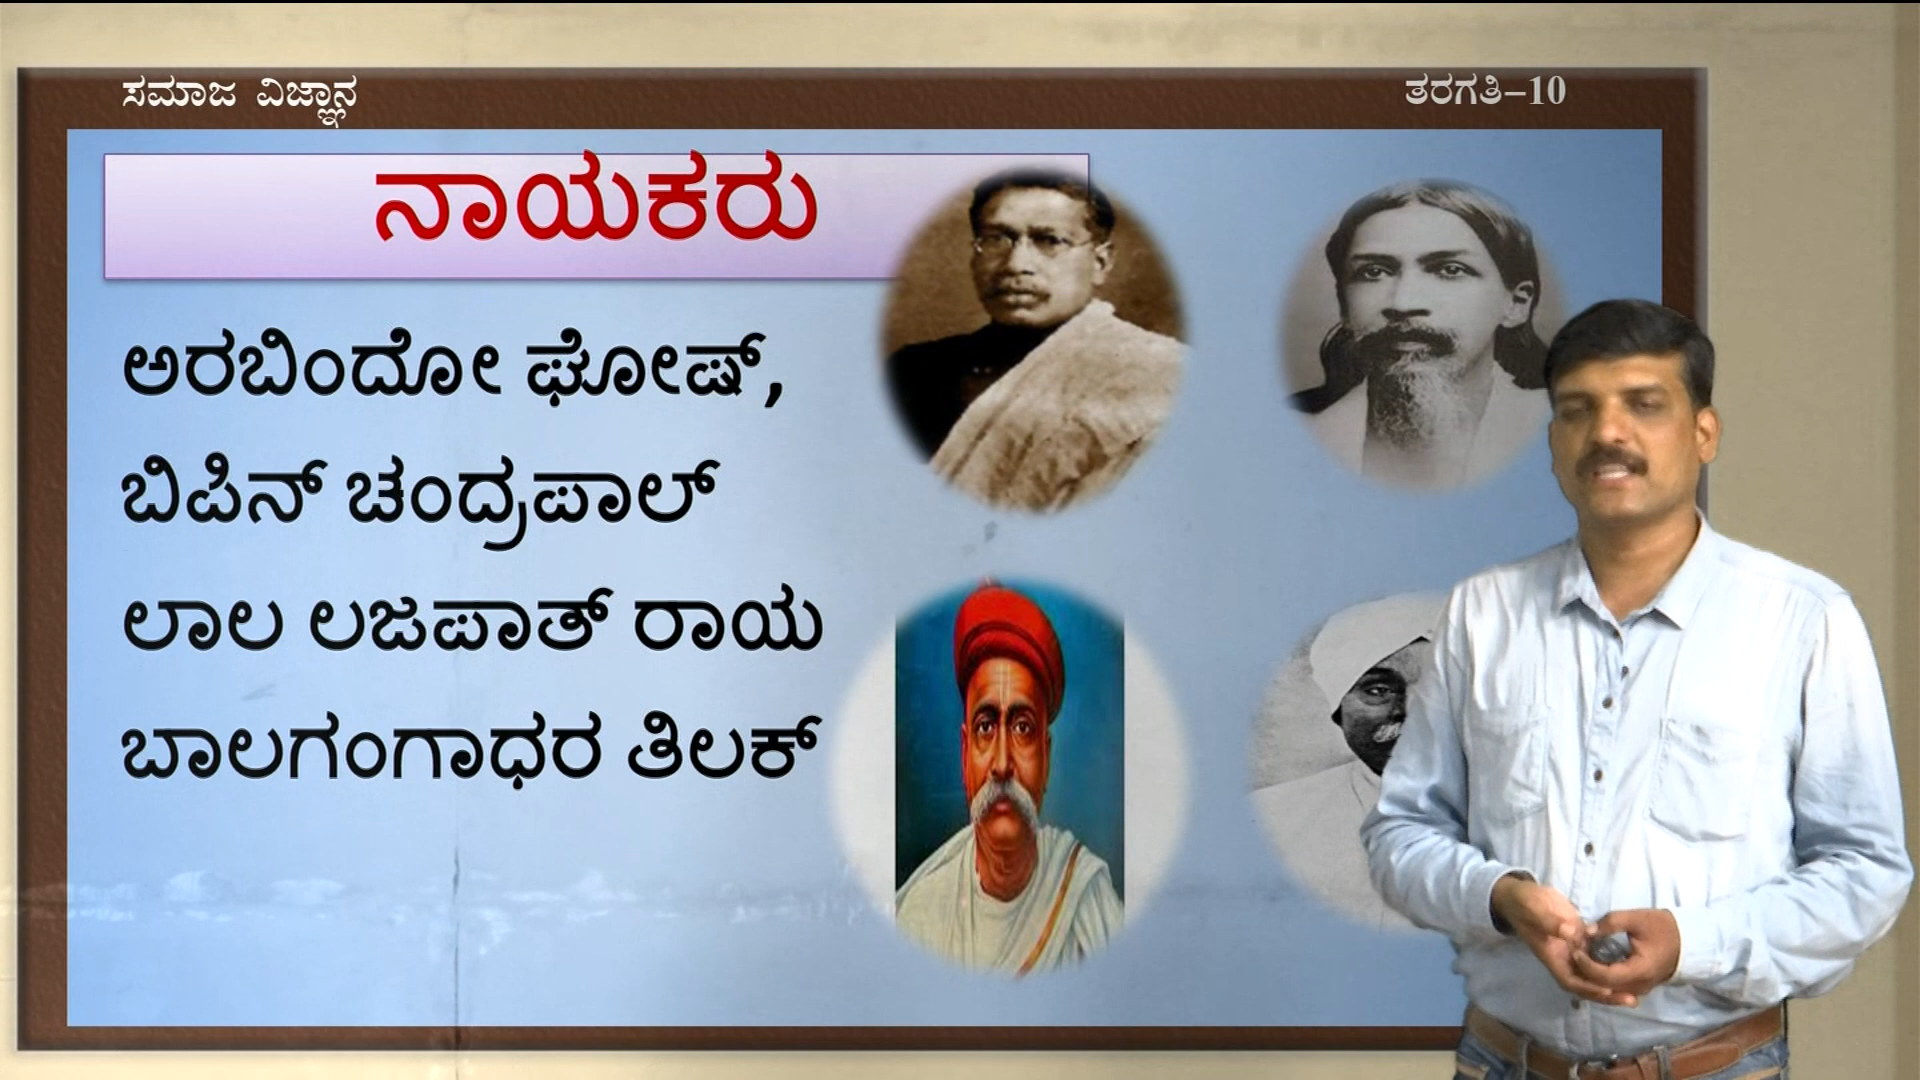 ಸಮಾಜ ವಿಜ್ಞಾನ
ತರಗತಿ–10
ನಾಯಕರು
ಅರಬಿಂದೋ ಘೋಷ್,
ಬಿಪಿನ್ ಚಂದ್ರಪಾಲ್
ಲಾಲ ಲಜಪಾತ್ ರಾಯ
ಬಾಲಗಂಗಾಧರ ತಿಲಕ್